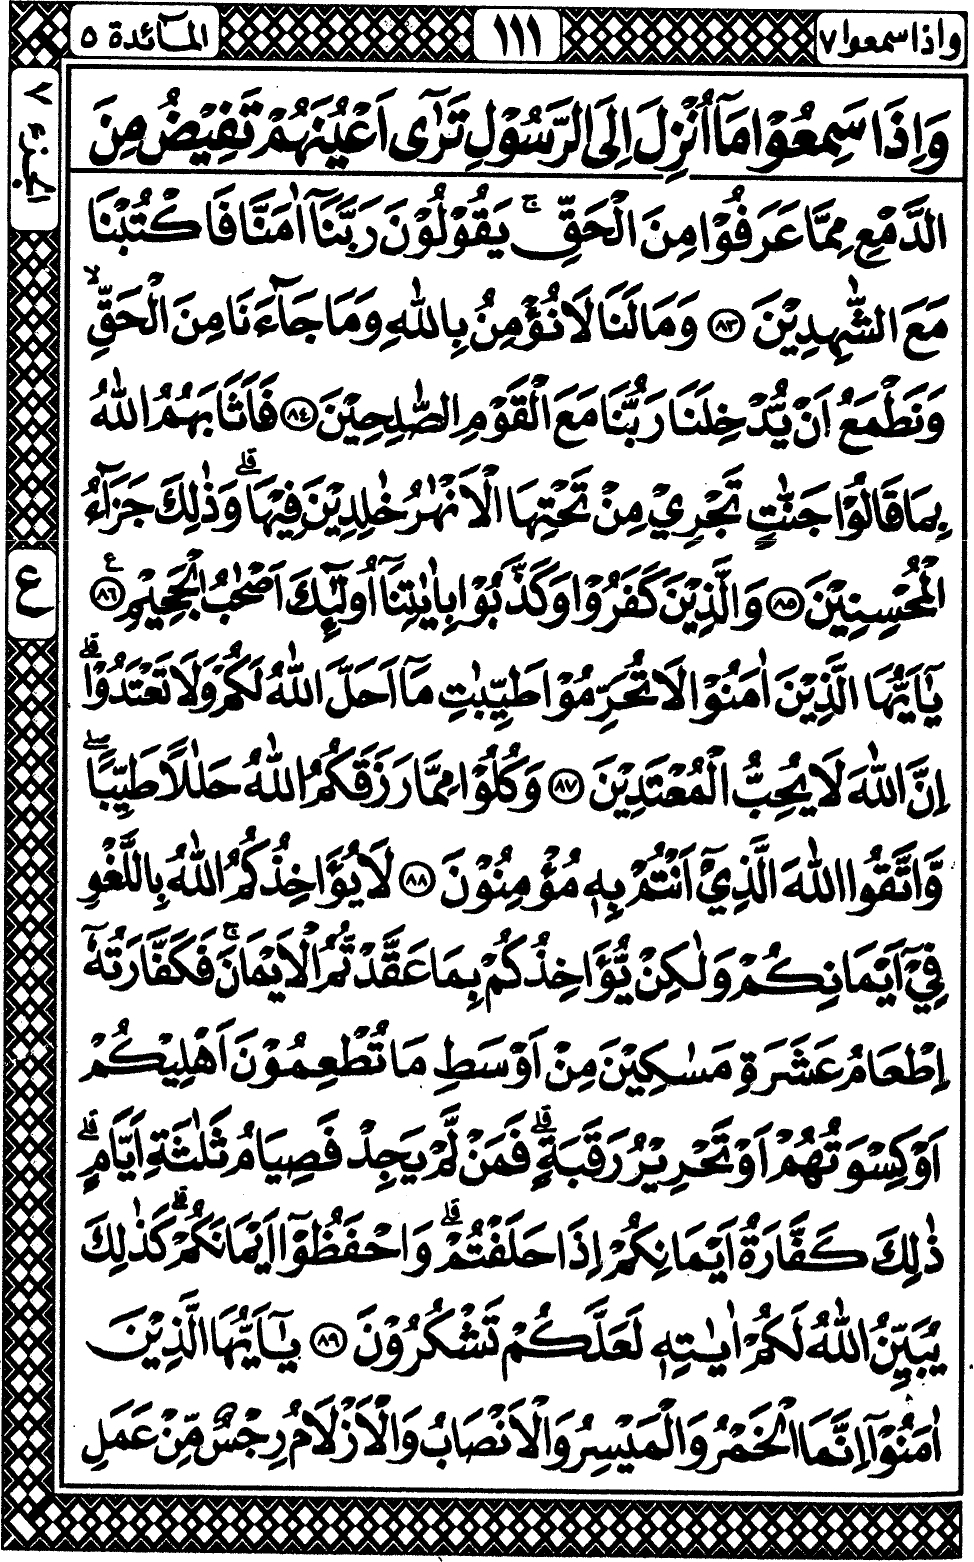 واذا سمعوا ٧
١١١
المآئدة ٥
الجزء ٧
وَاِذَا سَمِعُوْا مَآ اُنْزِلَ اِلَى الرَّسُوْلِ تَرٰٓى اَعْيُنَهُمْ تَفِيْضُ مِنَ
الدَّمْعِ مِمَّا عَرَفُوْا مِنَ الْحَقِّ ۚ يَقُوْلُوْنَ رَبَّنَآ اٰمَنَّا فَاكْتُبْنَا
مَعَ الشّٰهِدِيْنَ ﴿٨٣﴾ وَمَا لَنَا لَا نُؤْمِنُ بِاللّٰهِ وَمَا جَآءَنَا مِنَ الْحَقِّ ۙ
وَنَطْمَعُ اَنْ يُّدْخِلَنَا رَبُّنَا مَعَ الْقَوْمِ الصّٰلِحِيْنَ ﴿٨٤﴾ فَاَثَابَهُمُ اللّٰهُ
بِمَا قَالُوْا جَنّٰتٍ تَجْرِيْ مِنْ تَحْتِهَا الْاَنْهٰرُ خٰلِدِيْنَ فِيْهَا ۗ وَذٰلِكَ جَزَآءُ
الْمُحْسِنِيْنَ ﴿٨٥﴾ وَالَّذِيْنَ كَفَرُوْا وَكَذَّبُوْا بِاٰيٰتِنَآ اُولٰٓئِكَ اَصْحٰبُ الْجَحِيْمِ ﴿٨٦﴾ ع
ع
يٰٓاَيُّهَا الَّذِيْنَ اٰمَنُوْا لَا تُحَرِّمُوْا طَيِّبٰتِ مَآ اَحَلَّ اللّٰهُ لَكُمْ وَلَا تَعْتَدُوْا ۗ
اِنَّ اللّٰهَ لَا يُحِبُّ الْمُعْتَدِيْنَ ﴿٨٧﴾ وَكُلُوْا مِمَّا رَزَقَكُمُ اللّٰهُ حَلٰلًا طَيِّبًا ۖ
وَّاتَّقُوا اللّٰهَ الَّذِيْٓ اَنْتُمْ بِهٖ مُؤْمِنُوْنَ ﴿٨٨﴾ لَا يُؤَاخِذُكُمُ اللّٰهُ بِاللَّغْوِ
فِيْٓ اَيْمَانِكُمْ وَلٰكِنْ يُّؤَاخِذُكُمْ بِمَا عَقَّدْتُّمُ الْاَيْمَانَ ۚ فَكَفَّارَتُهٗٓ
اِطْعَامُ عَشَرَةِ مَسٰكِيْنَ مِنْ اَوْسَطِ مَا تُطْعِمُوْنَ اَهْلِيْكُمْ
اَوْ كِسْوَتُهُمْ اَوْ تَحْرِيْرُ رَقَبَةٍ ۗ فَمَنْ لَّمْ يَجِدْ فَصِيَامُ ثَلٰثَةِ اَيَّامٍ ۗ
ذٰلِكَ كَفَّارَةُ اَيْمَانِكُمْ اِذَا حَلَفْتُمْ ۗ وَاحْفَظُوْٓا اَيْمَانَكُمْ ۗ كَذٰلِكَ
يُبَيِّنُ اللّٰهُ لَكُمْ اٰيٰتِهٖ لَعَلَّكُمْ تَشْكُرُوْنَ ﴿٨٩﴾ يٰٓاَيُّهَا الَّذِيْنَ
اٰمَنُوْٓا اِنَّمَا الْخَمْرُ وَالْمَيْسِرُ وَالْاَنْصَابُ وَالْاَزْلَامُ رِجْسٌ مِّنْ عَمَلِ